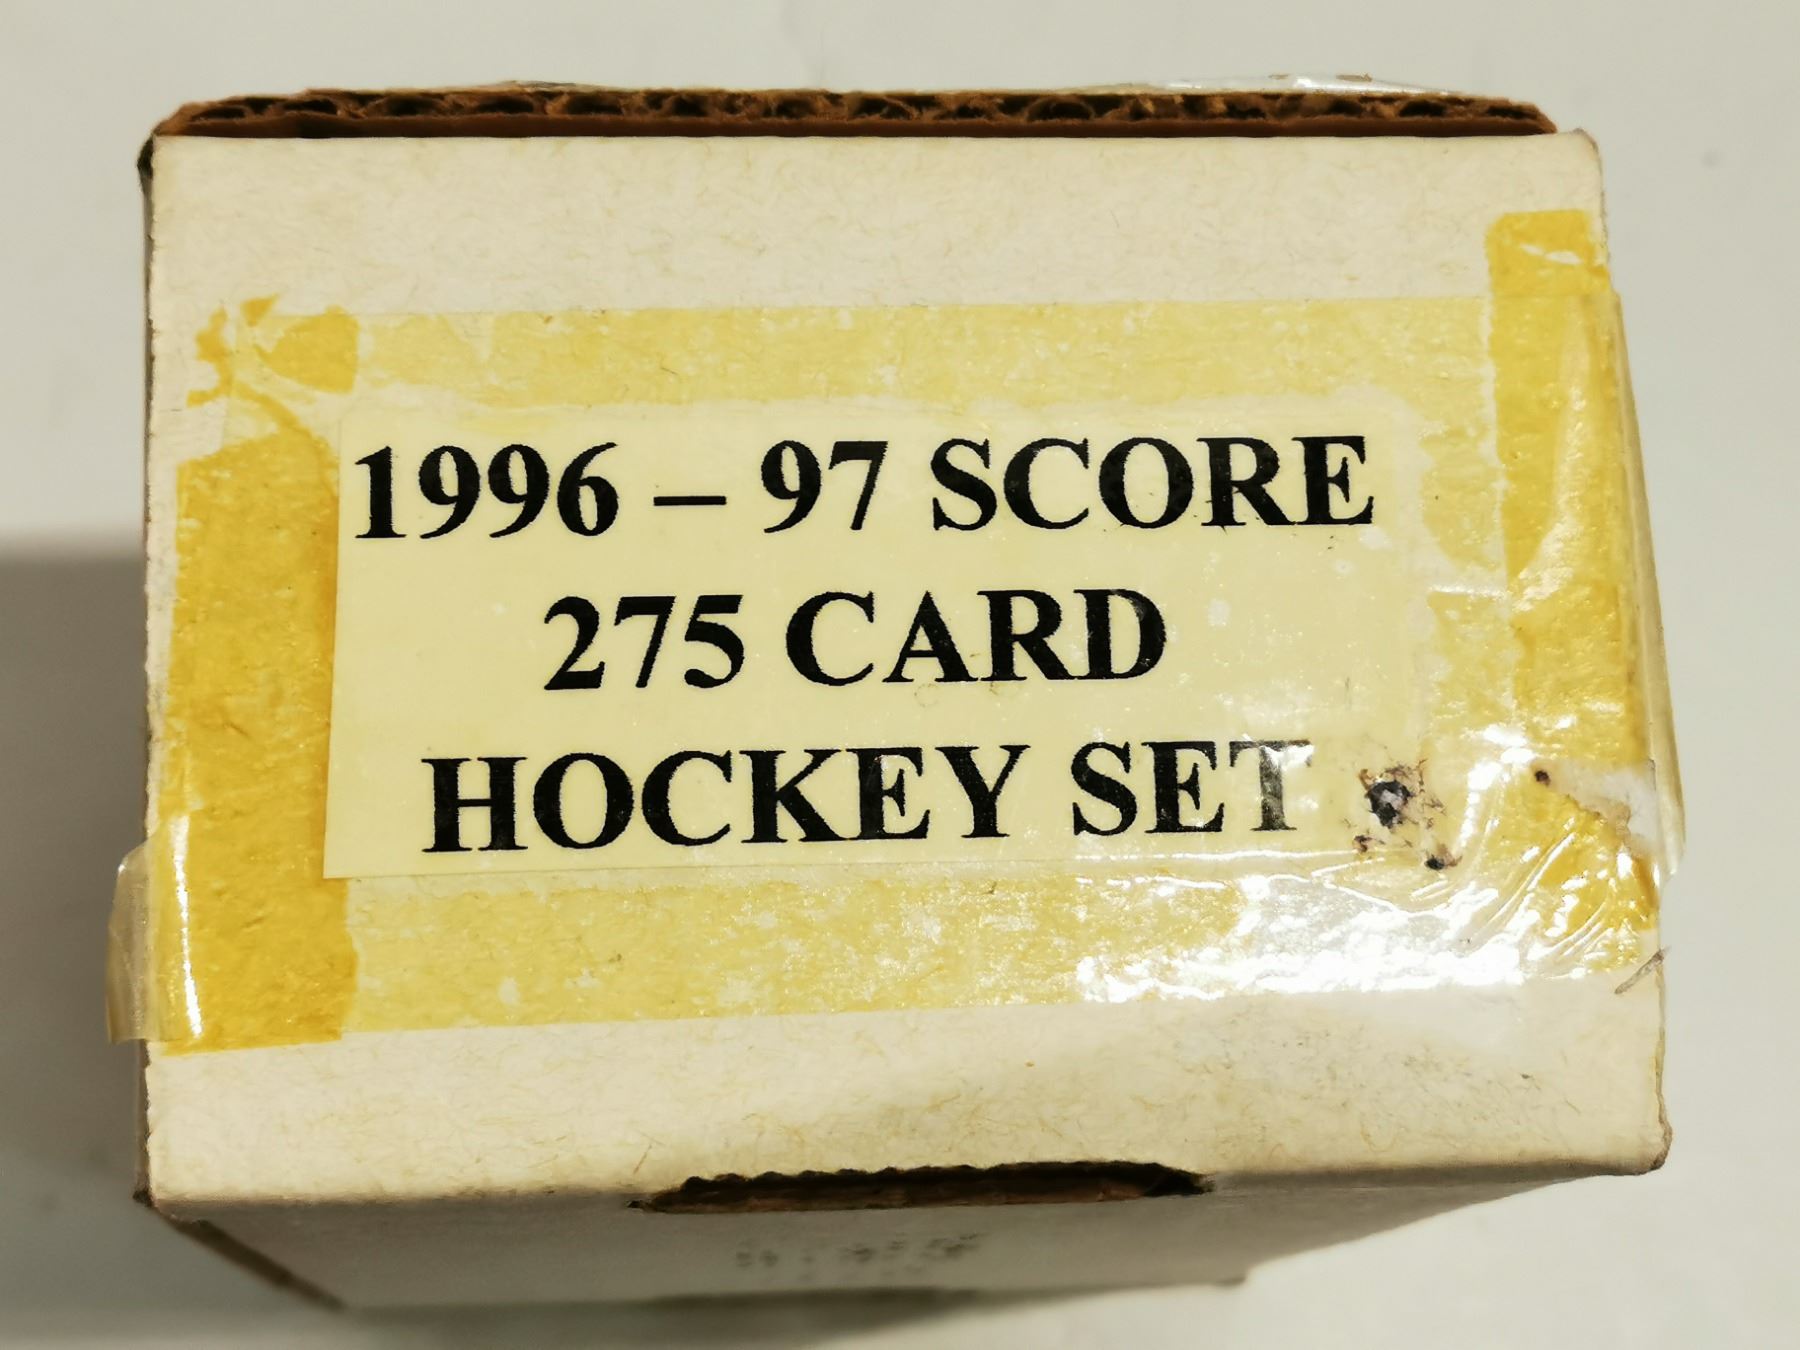 1996 – 97 SCORE
275 CARD
HOCKEY SET